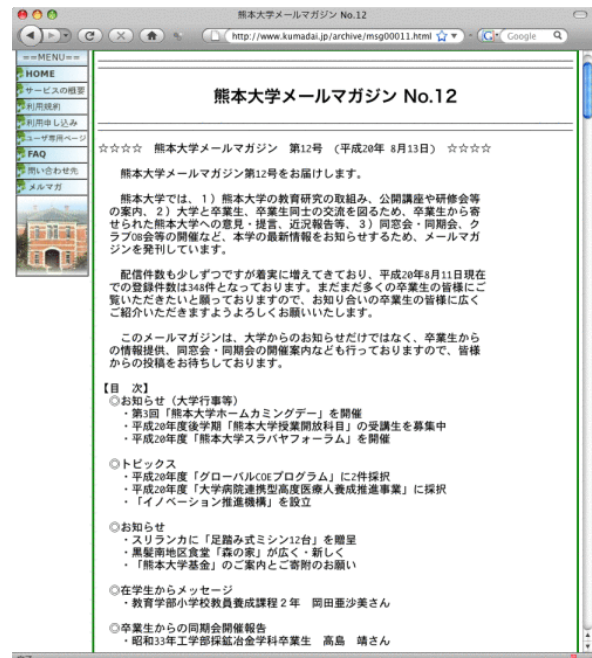 熊本大学メールマガジン No.12
http://www.kumadai.jp/archive/msg00011.html
Google
==MENU==
HOME
サービスの概要
利用規約
利用申し込み
ユーザ専用ページ
FAQ
問い合わせ先
メルマガ
熊本大学メールマガジン No.12
☆☆☆☆ 熊本大学メールマガジン 第12号 (平成20年 8月13日) ☆☆☆☆
熊本大学メールマガジン第12号をお届けします。
熊本大学では、1)熊本大学の教育研究の取組み、公開講座や研修会等
の案内、2)大学と卒業生、卒業生同士の交流を図るため、卒業生から寄
せられた熊本大学への意見・提言、近況報告等、3)同窓会・同期会、ク
ラブOB会等の開催など、本学の最新情報をお知らせするため、メールマガ
ジンを発刊しています。
配信件数も少しずつですが着実に増えてきており、平成20年8月11日現在
での登録件数は348件となっております。まだまだ多くの卒業生の皆様にご
覧いただきたいと願っておりますので、お知り合いの卒業生の皆様に広く
ご紹介いただきますようよろしくお願いいたします。
このメールマガジンは、大学からのお知らせだけではなく、卒業生から
の情報提供、同窓会・同期会の開催案内なども行っておりますので、皆様
からの投稿をお待ちしております。
【目 次】
◎お知らせ(大学行事等)
・第3回「熊本大学ホームカミングデー」を開催
・平成20年度後学期「熊本大学授業開放科目」の受講生を募集中
・平成20年度「熊本大学スラバヤフォーラム」を開催
◎トピックス
・平成20年度「グローバルCOEプログラム」に2件採択
・平成20年度「大学病院連携型高度医療人養成推進事業」に採択
・「イノベーション推進機構」を設立
◎お知らせ
・スリランカに「足踏み式ミシン12台」を贈呈
・黒髪南地区食堂「森の家」が広く・新しく
・「熊本大学基金」のご案内とご寄附のお願い
◎在学生からメッセージ
・教育学部小学校教員養成課程2年 岡田亜沙美さん
◎卒業生からの同期会開催報告
・昭和33年工学部採鉱冶金学科卒業生 高島 靖さん